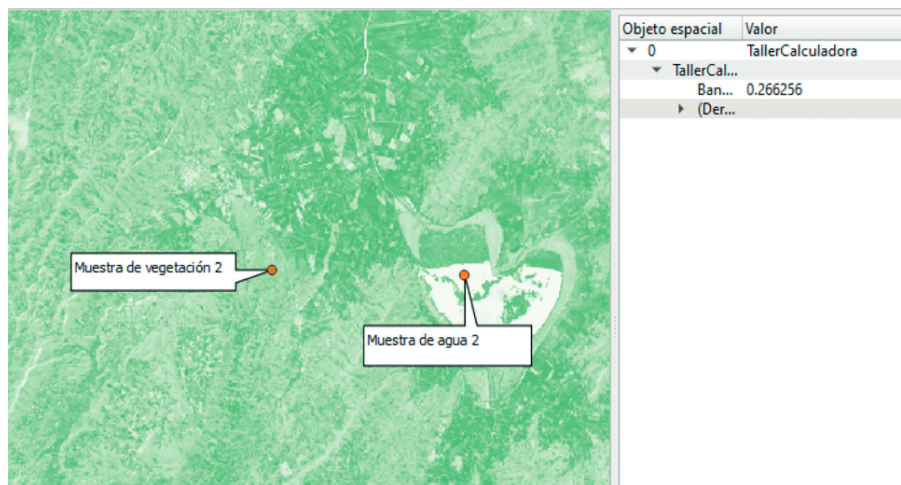 Objeto espacial Valor
0 TallerCalculadora
TallerCal...
Ban... 0.266256
(Der...
Muestra de vegetación 2
Muestra de agua 2